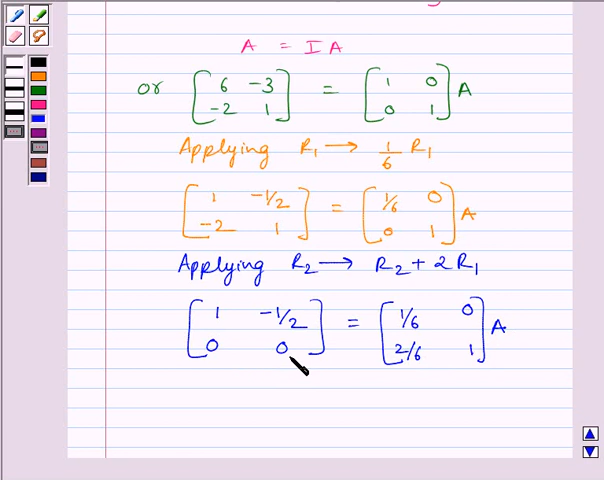 A = I A
or [ 6 -3 ] = [ 1 0 ] A
[ -2 1 ] [ 0 1 ]
Applying R₁ → 1/6 R₁
[ 1 -1/2 ] = [ 1/6 0 ] A
[ -2 1 ] [ 0 1 ]
Applying R₂ → R₂ + 2R₁
[ 1 -1/2 ] = [ 1/6 0 ] A
[ 0 0 ] [ 2/6 1 ]